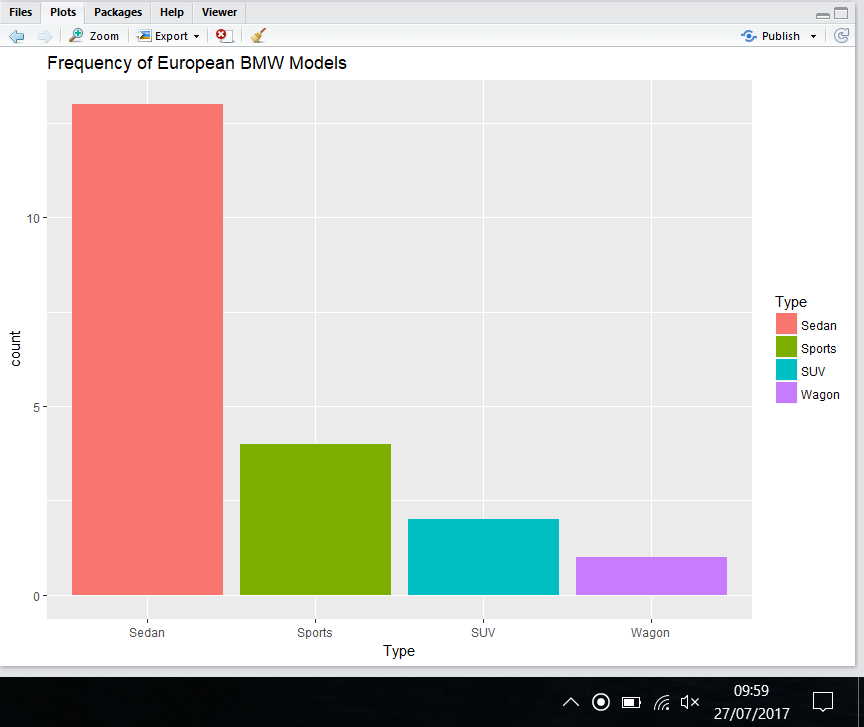 Files Plots Packages Help Viewer
Zoom Export Publish
Frequency of European BMW Models
count
10
5
0
Sedan Sports SUV Wagon
Type
Type
Sedan
Sports
SUV
Wagon
09:59
27/07/2017